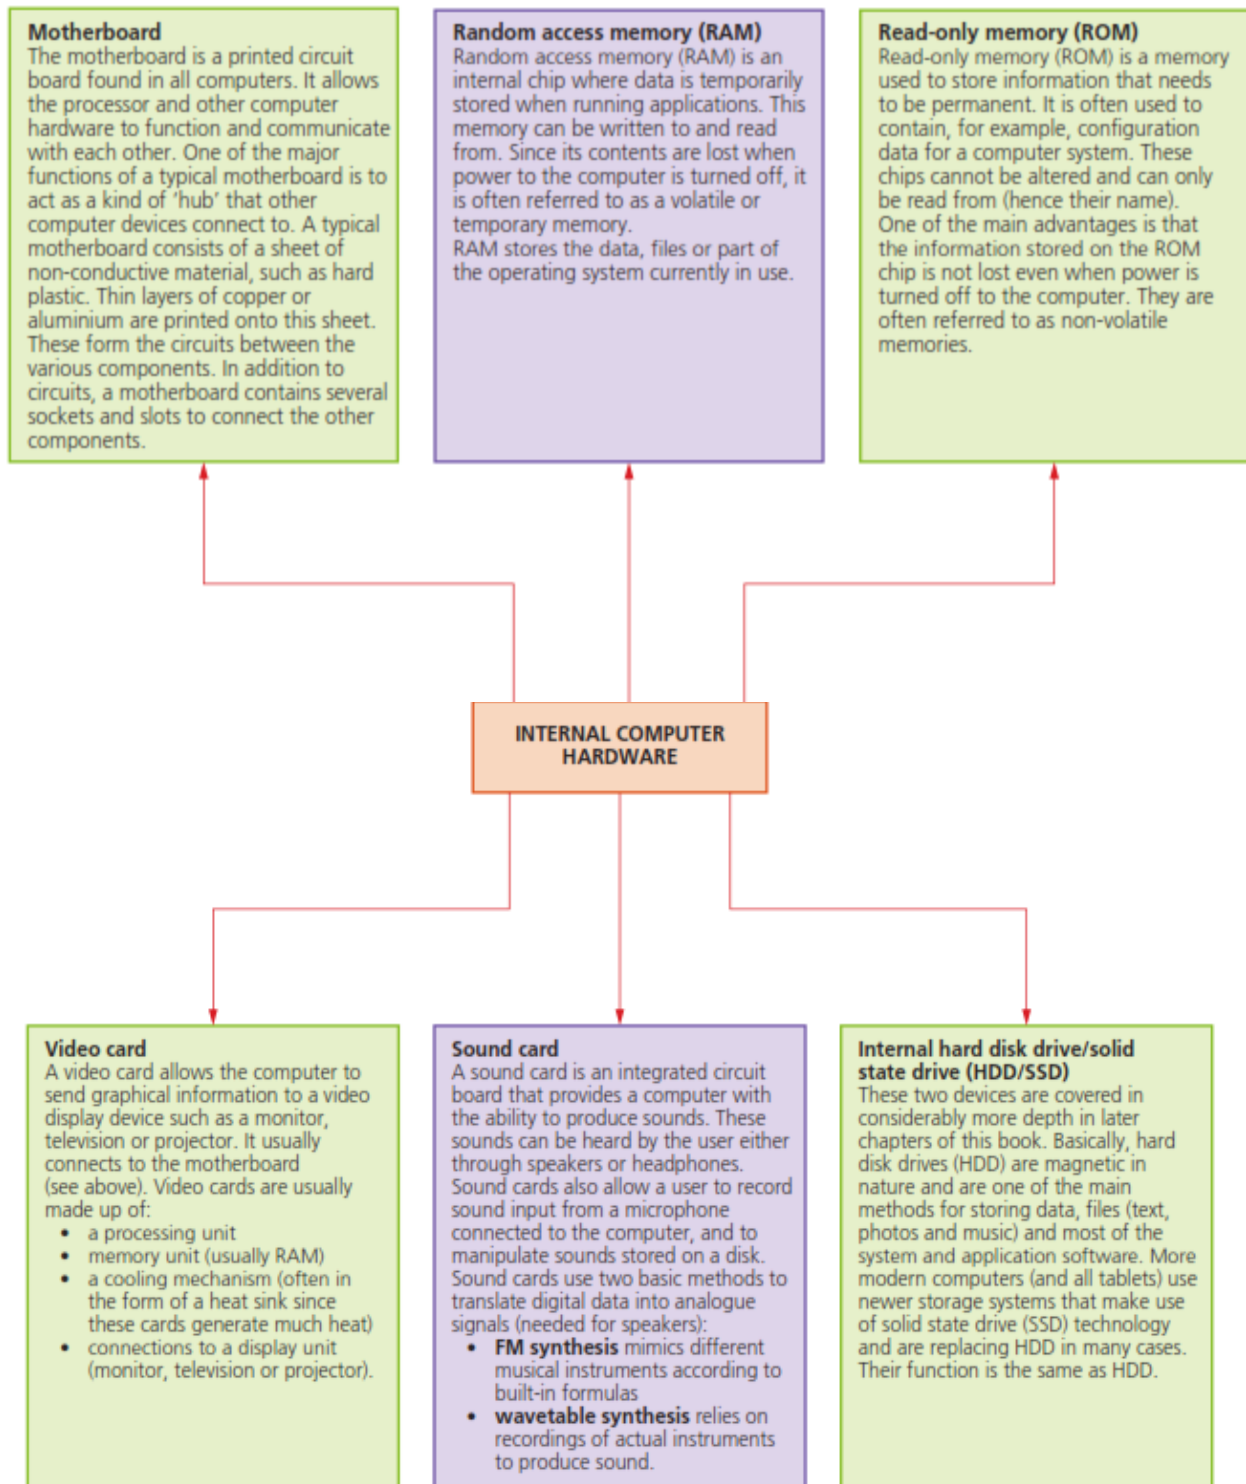 Motherboard
The motherboard is a printed circuit
board found in all computers. It allows
the processor and other computer
hardware to function and communicate
with each other. One of the major
functions of a typical motherboard is to
act as a kind of ‘hub’ that other
computer devices connect to. A typical
motherboard consists of a sheet of
non-conductive material, such as hard
plastic. Thin layers of copper or
aluminium are printed onto this sheet.
These form the circuits between the
various components. In addition to
circuits, a motherboard contains several
sockets and slots to connect the other
components.
Random access memory (RAM)
Random access memory (RAM) is an
internal chip where data is temporarily
stored when running applications. This
memory can be written to and read
from. Since its contents are lost when
power to the computer is turned off, it
is often referred to as a volatile or
temporary memory.
RAM stores the data, files or part of
the operating system currently in use.
Read-only memory (ROM)
Read-only memory (ROM) is a memory
used to store information that needs
to be permanent. It is often used to
contain, for example, configuration
data for a computer system. These
chips cannot be altered and can only
be read from (hence their name).
One of the main advantages is that
the information stored on the ROM
chip is not lost even when power is
turned off to the computer. They are
often referred to as non-volatile
memories.
INTERNAL COMPUTER
HARDWARE
Video card
A video card allows the computer to
send graphical information to a video
display device such as a monitor,
television or projector. It usually
connects to the motherboard
(see above). Video cards are usually
made up of:
• a processing unit
• memory unit (usually RAM)
• a cooling mechanism (often in
the form of a heat sink since
these cards generate much heat)
• connections to a display unit
(monitor, television or projector).
Sound card
A sound card is an integrated circuit
board that provides a computer with
the ability to produce sounds. These
sounds can be heard by the user either
through speakers or headphones.
Sound cards also allow a user to record
sound input from a microphone
connected to the computer, and to
manipulate sounds stored on a disk.
Sound cards use two basic methods to
translate digital data into analogue
signals (needed for speakers):
• FM synthesis mimics different
musical instruments according to
built-in formulas
• wavetable synthesis relies on
recordings of actual instruments
to produce sound.
Internal hard disk drive/solid
state drive (HDD/SSD)
These two devices are covered in
considerably more depth in later
chapters of this book. Basically, hard
disk drives (HDD) are magnetic in
nature and are one of the main
methods for storing data, files (text,
photos and music) and most of the
system and application software. More
modern computers (and all tablets) use
newer storage systems that make use
of solid state drive (SSD) technology
and are replacing HDD in many cases.
Their function is the same as HDD.